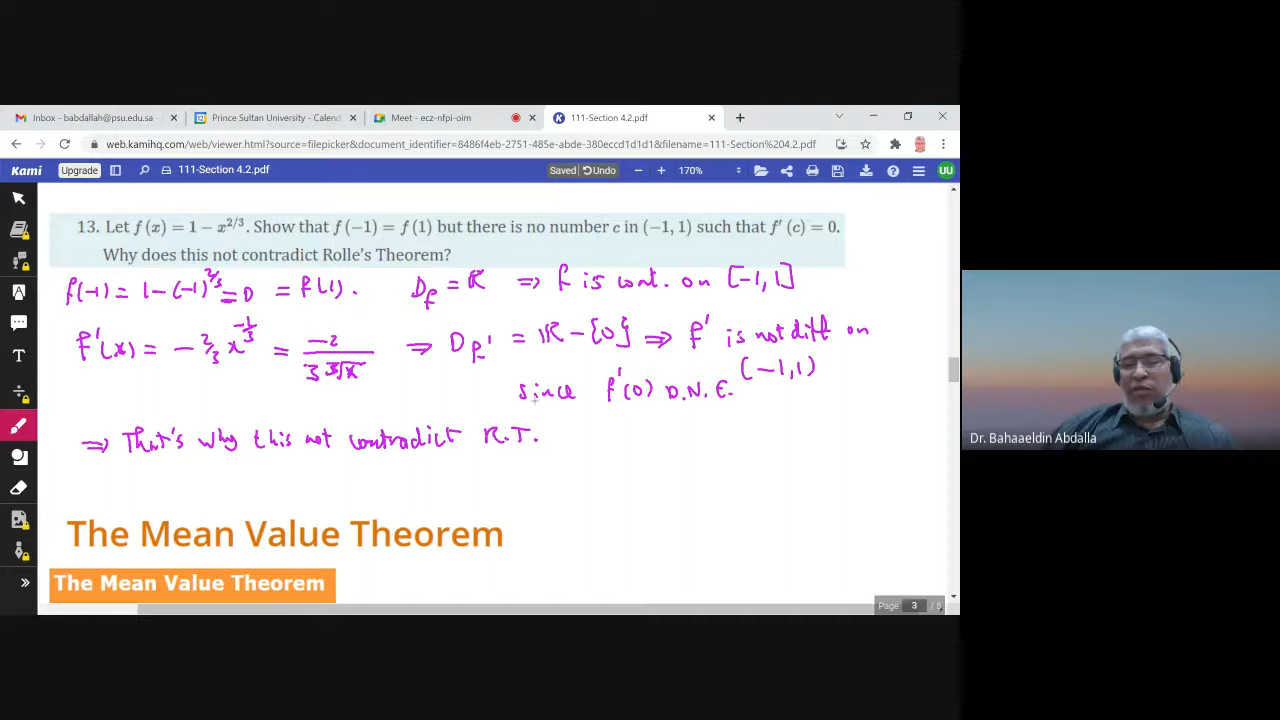 Inbox - babdallah@psu.edu.sa -
Prince Sultan University - Calend
Meet - ecz-nfpi-oim
111-Section 4.2.pdf
web.kamihq.com/web/viewer.html?source=filepicker&document_identifier=8486f4eb-2751-485e-abde-380eccd1d1d1&filename=111-Section%204.2.pdf
Kami
Upgrade
111-Section 4.2.pdf
Saved
Undo
170%
UU
13. Let f(x) = 1 − x^{2/3}. Show that f(−1) = f(1) but there is no number c in (−1, 1) such that f′(c) = 0.
Why does this not contradict Rolle's Theorem?
f(-1) = 1-(-1)^{2/3} = 0 = f(1). D_f = ℝ ⇒ f is cont. on [-1,1]
f'(x) = -2/3 x^{-1/3} = -2/(3 ∛x) ⇒ D_f' = ℝ - {0} ⇒ f' is not diff on
(-1,1)
since f'(0) D.N.E.
⇒ That's why this not contradict R.T.
The Mean Value Theorem
The Mean Value Theorem
Page 3 / 5
Dr. Bahaaeldin Abdalla